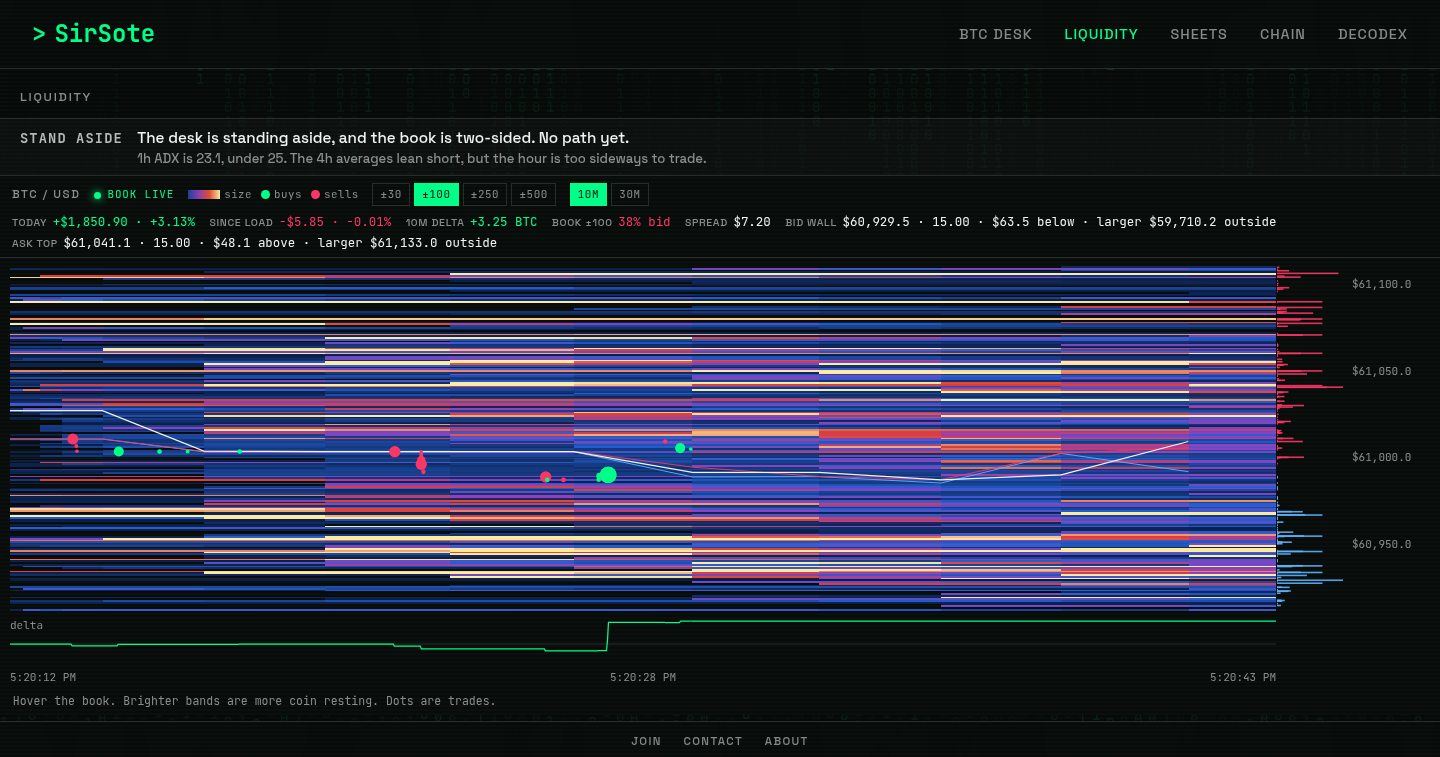 > SirSote
BTC DESK LIQUIDITY SHEETS CHAIN DECODEX
LIQUIDITY
STAND ASIDE The desk is standing aside, and the book is two-sided. No path yet.
1h ADX is 23.1, under 25. The 4h averages lean short, but the hour is too sideways to trade.
BTC / USD BOOK LIVE size buys sells ±30 ±100 ±250 ±500 10M 30M
TODAY +$1,850.90 · +3.13% SINCE LOAD -$5.85 · -0.01% 10M DELTA +3.25 BTC BOOK ±100 38% bid SPREAD $7.20 BID WALL $60,929.5 · 15.00 · $63.5 below · larger $59,710.2 outside
ASK TOP $61,041.1 · 15.00 · $48.1 above · larger $61,133.0 outside
$61,100.0
$61,050.0
$61,000.0
$60,950.0
delta
5:20:12 PM 5:20:28 PM 5:20:43 PM
Hover the book. Brighter bands are more coin resting. Dots are trades.
JOIN CONTACT ABOUT